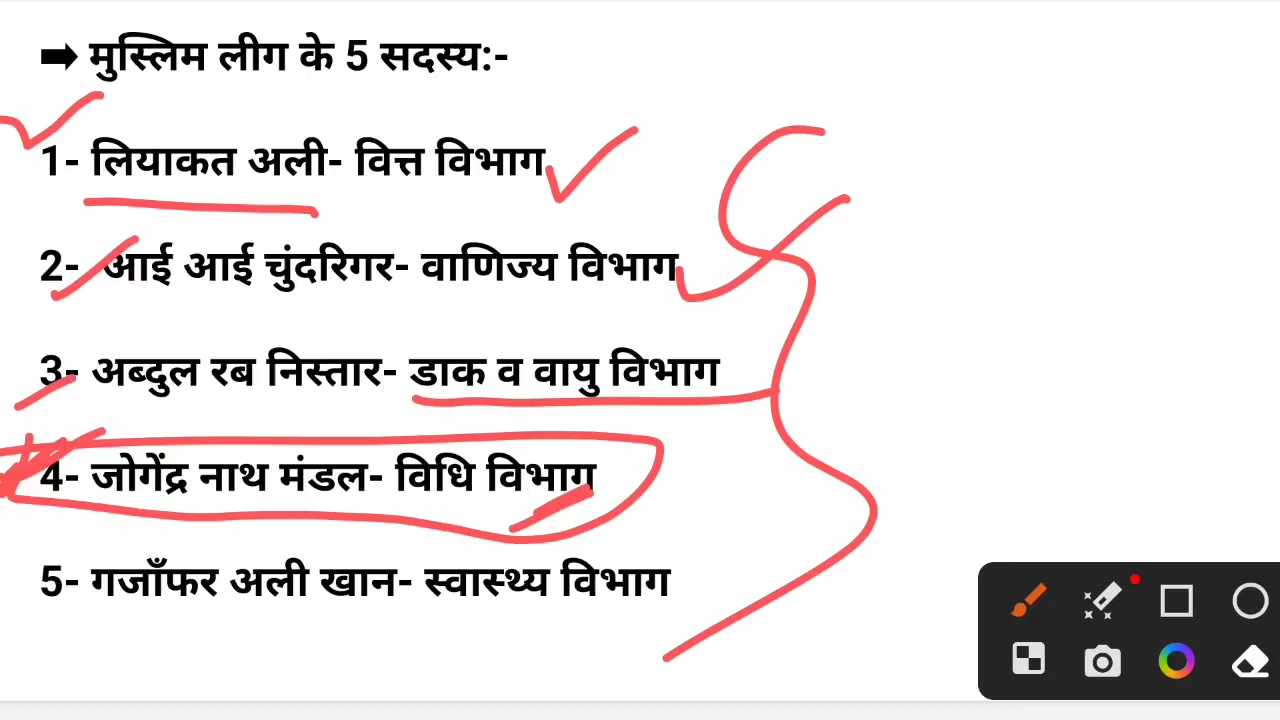 ➡ मुस्लिम लीग के 5 सदस्य:-
1- लियाकत अली- वित्त विभाग
2- आई आई चुंदरिगर- वाणिज्य विभाग
3- अब्दुल रब निस्तार- डाक व वायु विभाग
4- जोगेंद्र नाथ मंडल- विधि विभाग
5- गजाँफर अली खान- स्वास्थ्य विभाग